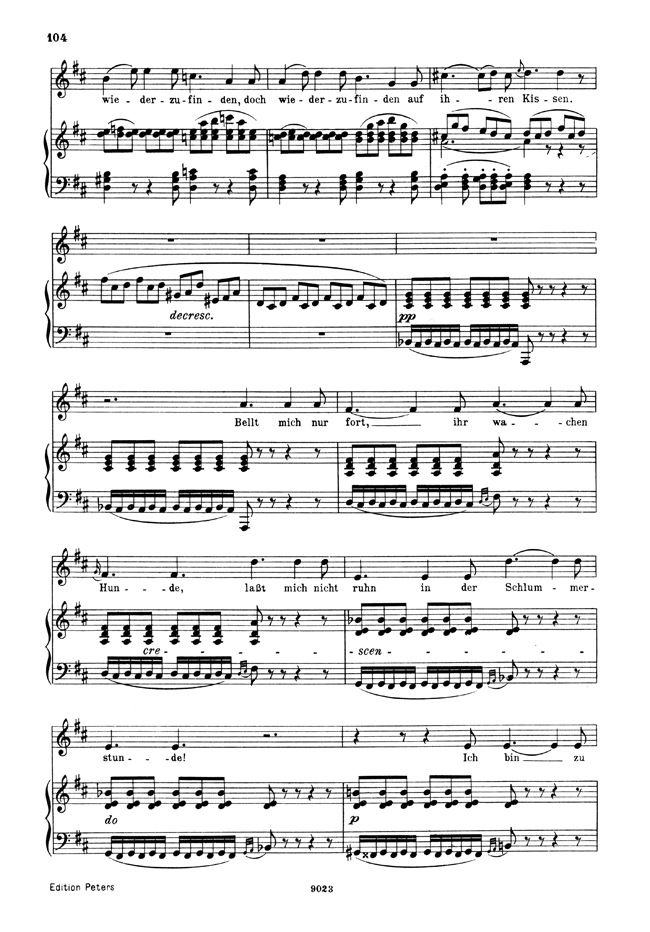 104
wie-der-zu-fin-den, doch wie-der-zu-fin-den auf ih--ren Kis-sen.
decresc.
pp
Bellt mich nur fort, ihr wa---chen
Hun----de, laßt mich nicht ruhn in der Schlum-mer-
cre - - - - - scen - - - - -
stun----de! Ich bin zu
do p
Edition Peters 9023